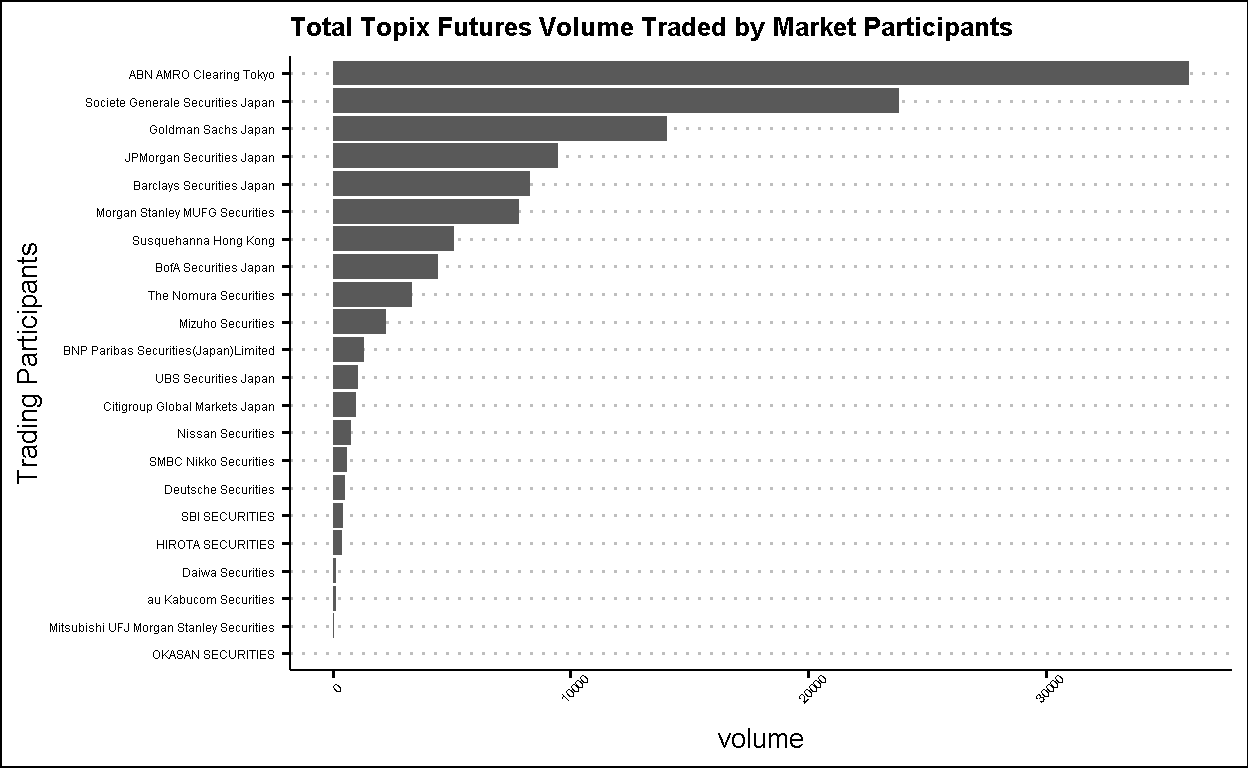 Total Topix Futures Volume Traded by Market Participants
Trading Participants
ABN AMRO Clearing Tokyo
Societe Generale Securities Japan
Goldman Sachs Japan
JPMorgan Securities Japan
Barclays Securities Japan
Morgan Stanley MUFG Securities
Susquehanna Hong Kong
BofA Securities Japan
The Nomura Securities
Mizuho Securities
BNP Paribas Securities(Japan)Limited
UBS Securities Japan
Citigroup Global Markets Japan
Nissan Securities
SMBC Nikko Securities
Deutsche Securities
SBI SECURITIES
HIROTA SECURITIES
Daiwa Securities
au Kabucom Securities
Mitsubishi UFJ Morgan Stanley Securities
OKASAN SECURITIES
0
10000
20000
30000
volume